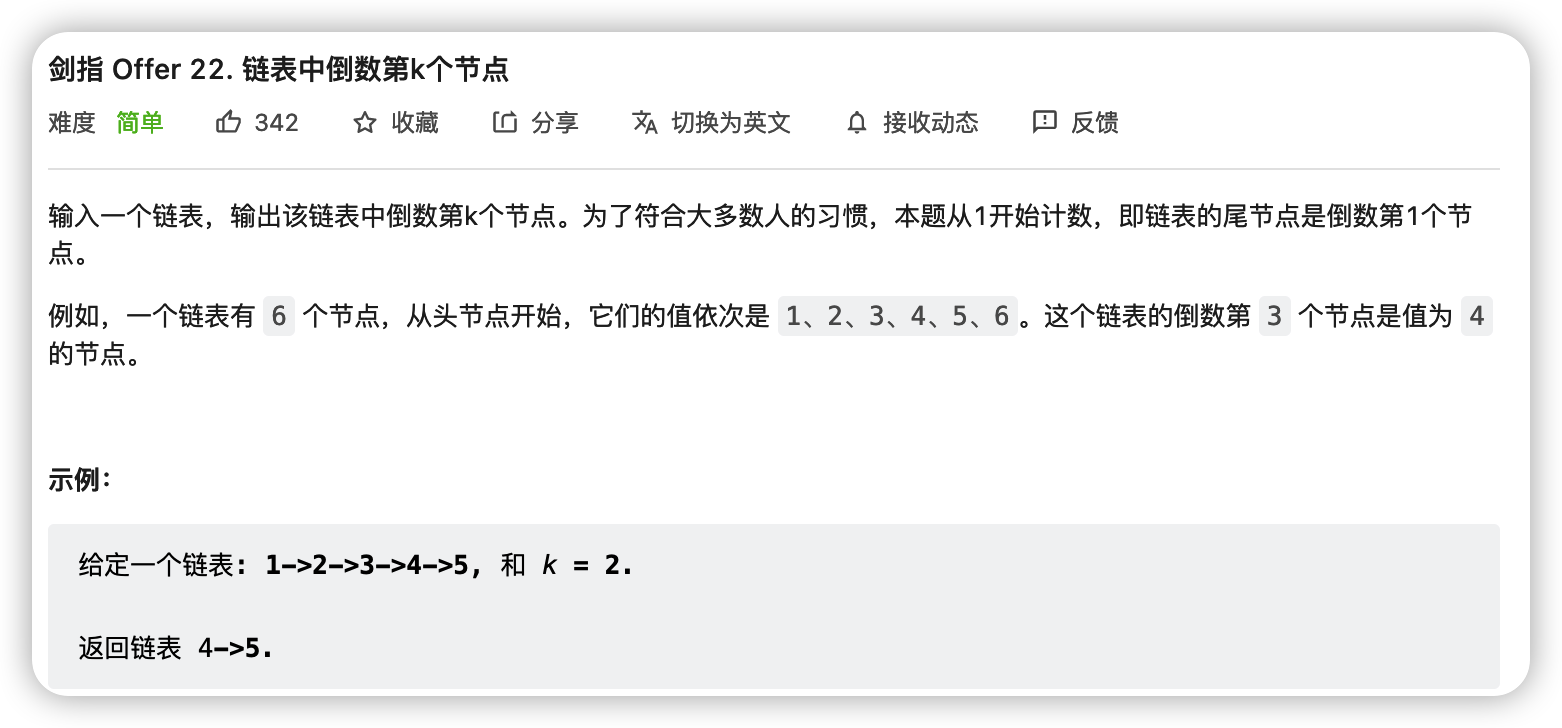 剑指 Offer 22. 链表中倒数第k个节点
难度 简单 342 收藏 分享 切换为英文 接收动态 反馈
输入一个链表，输出该链表中倒数第k个节点。为了符合大多数人的习惯，本题从1开始计数，即链表的尾节点是倒数第1个节
点。
例如，一个链表有 6 个节点，从头节点开始，它们的值依次是 1、2、3、4、5、6。这个链表的倒数第 3 个节点是值为 4
的节点。
示例：
给定一个链表: 1->2->3->4->5, 和 k = 2.
返回链表 4->5.